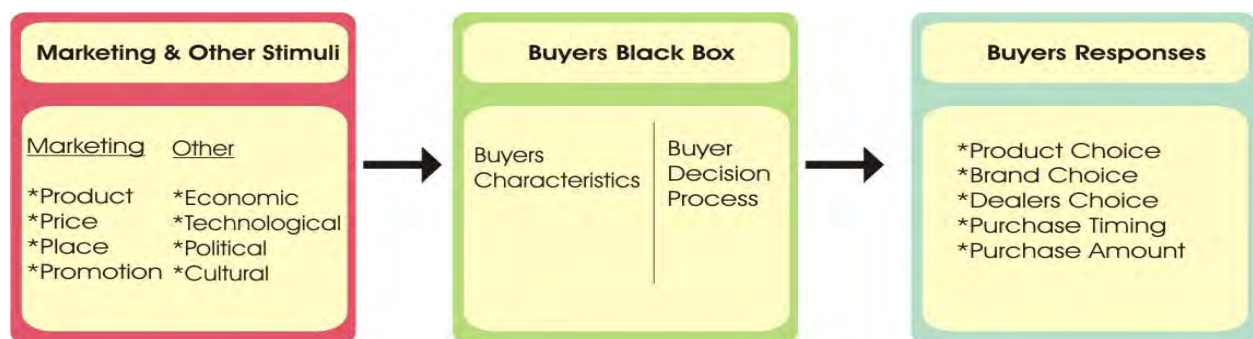 Marketing & Other Stimuli
Marketing
*Product
*Price
*Place
*Promotion
Other
*Economic
*Technological
*Political
*Cultural
Buyers Black Box
Buyers
Characteristics
Buyer
Decision
Process
Buyers Responses
*Product Choice
*Brand Choice
*Dealers Choice
*Purchase Timing
*Purchase Amount